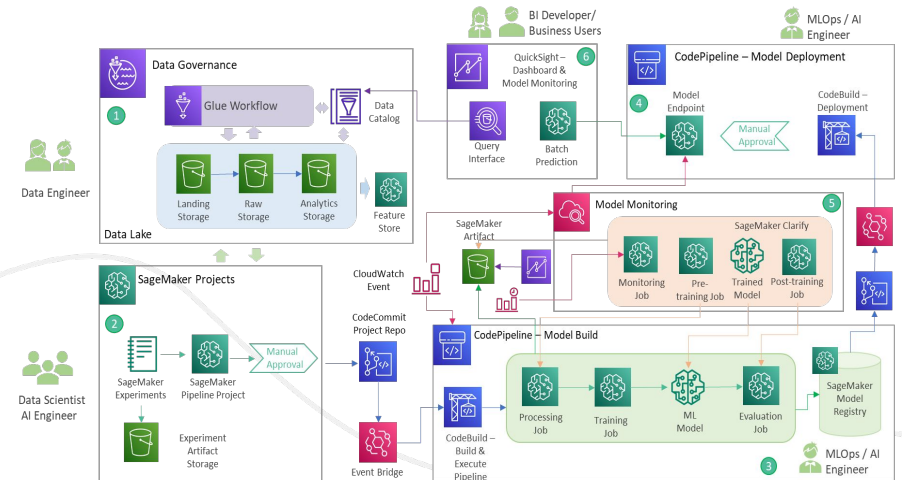 BI Developer/
Business Users
MLOps / AI
Engineer
Data Governance
1
Glue Workflow
Data
Catalog
Landing
Storage
Raw
Storage
Analytics
Storage
Feature
Store
Data Lake
Data Engineer
QuickSight –
Dashboard &
Model Monitoring
6
Query
Interface
Batch
Prediction
CodePipeline – Model Deployment
4
Model
Endpoint
CodeBuild –
Deployment
Manual
Approval
Model Monitoring
5
SageMaker Clarify
Monitoring
Job
Pre-
training Job
Trained
Model
Post-training
Job
SageMaker
Artifact
CloudWatch
Event
SageMaker Projects
2
SageMaker
Experiments
SageMaker
Pipeline Project
Manual
Approval
Experiment
Artifact
Storage
Data Scientist
AI Engineer
CodeCommit
Project Repo
Event Bridge
CodePipeline – Model Build
CodeBuild –
Build &
Execute
Pipeline
Processing
Job
Training
Job
ML
Model
Evaluation
Job
SageMaker
Model
Registry
3
MLOps / AI
Engineer